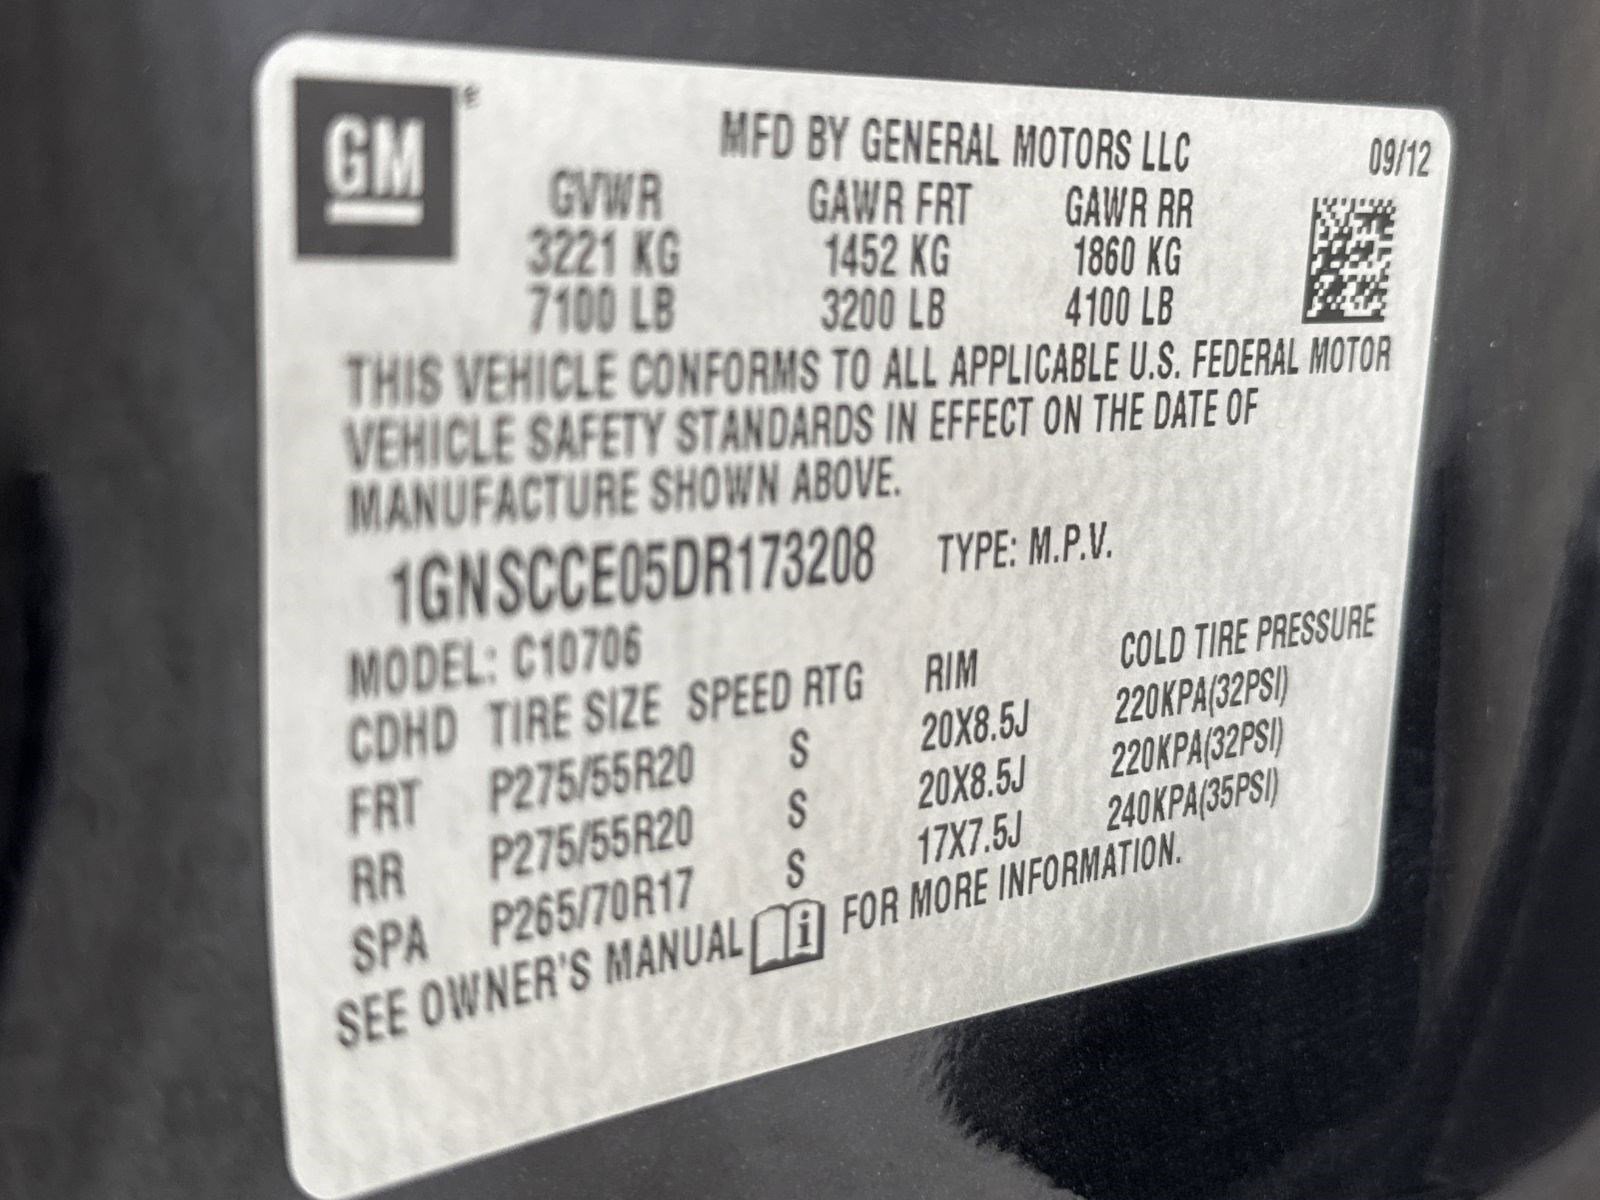 GM
MFD BY GENERAL MOTORS LLC 09/12
GVWR GAWR FRT GAWR RR
3221 KG 1452 KG 1860 KG
7100 LB 3200 LB 4100 LB
THIS VEHICLE CONFORMS TO ALL APPLICABLE U.S. FEDERAL MOTOR
VEHICLE SAFETY STANDARDS IN EFFECT ON THE DATE OF
MANUFACTURE SHOWN ABOVE.
1GNSCCE05DR173208 TYPE: M.P.V.
MODEL: C10706
CDHD TIRE SIZE SPEED RTG RIM COLD TIRE PRESSURE
FRT P275/55R20 S 20X8.5J 220KPA(32PSI)
RR P275/55R20 S 20X8.5J 220KPA(32PSI)
SPA P265/70R17 S 17X7.5J 240KPA(35PSI)
SEE OWNER'S MANUAL i FOR MORE INFORMATION.